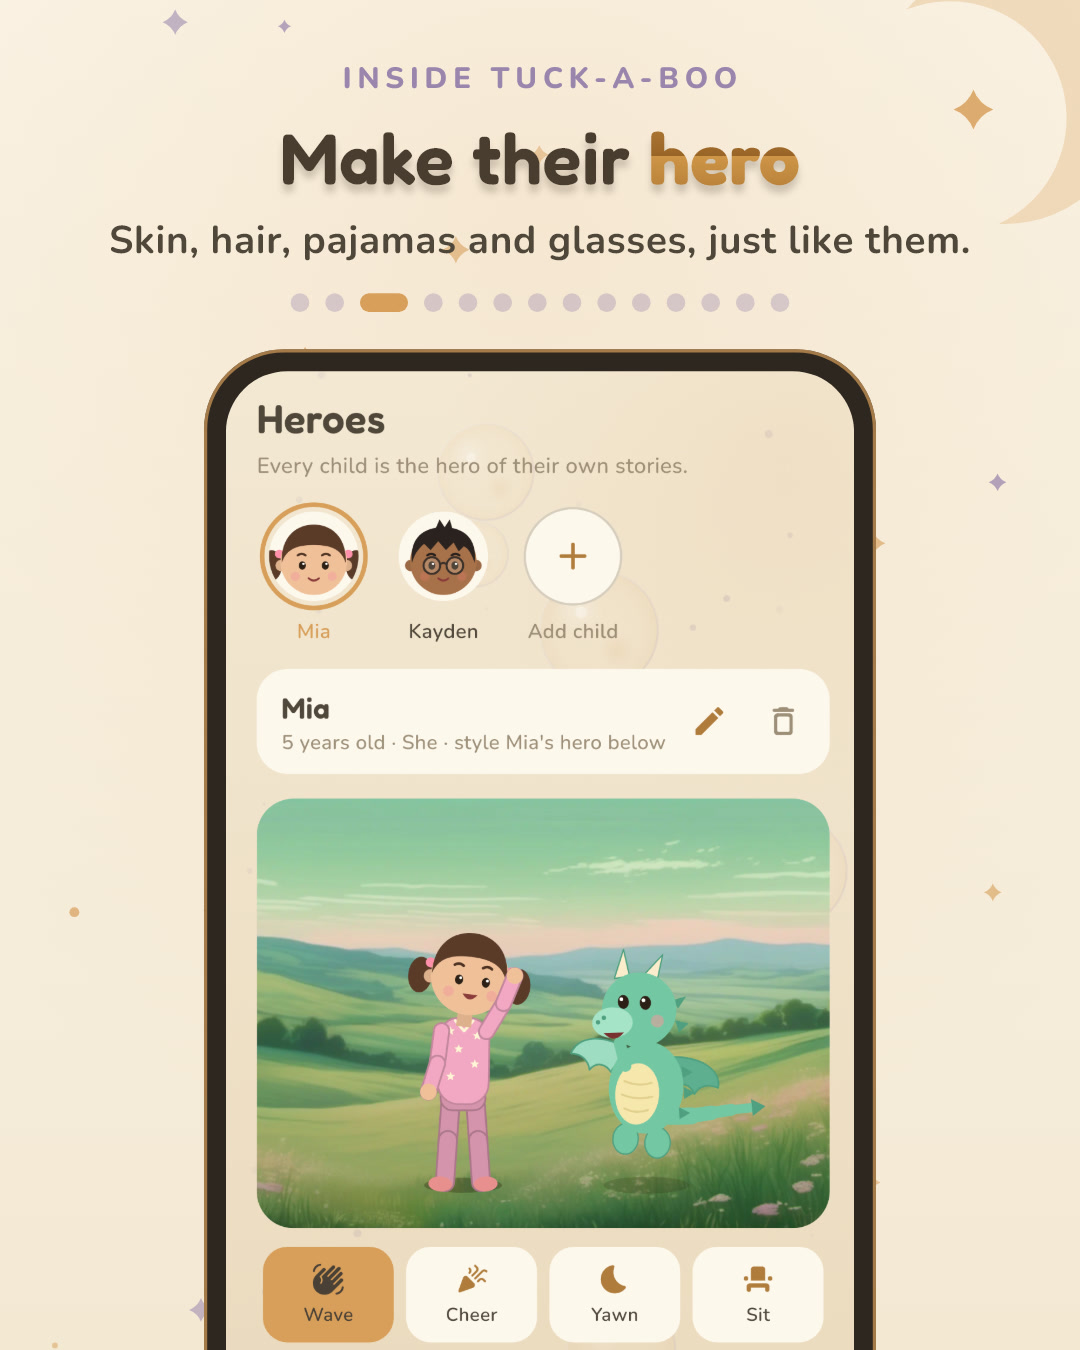 INSIDE TUCK-A-BOO
Make their hero
Skin, hair, pajamas and glasses, just like them.
Heroes
Every child is the hero of their own stories.
Mia
Kayden
Add child
Mia
5 years old · She · style Mia's hero below
Wave
Cheer
Yawn
Sit